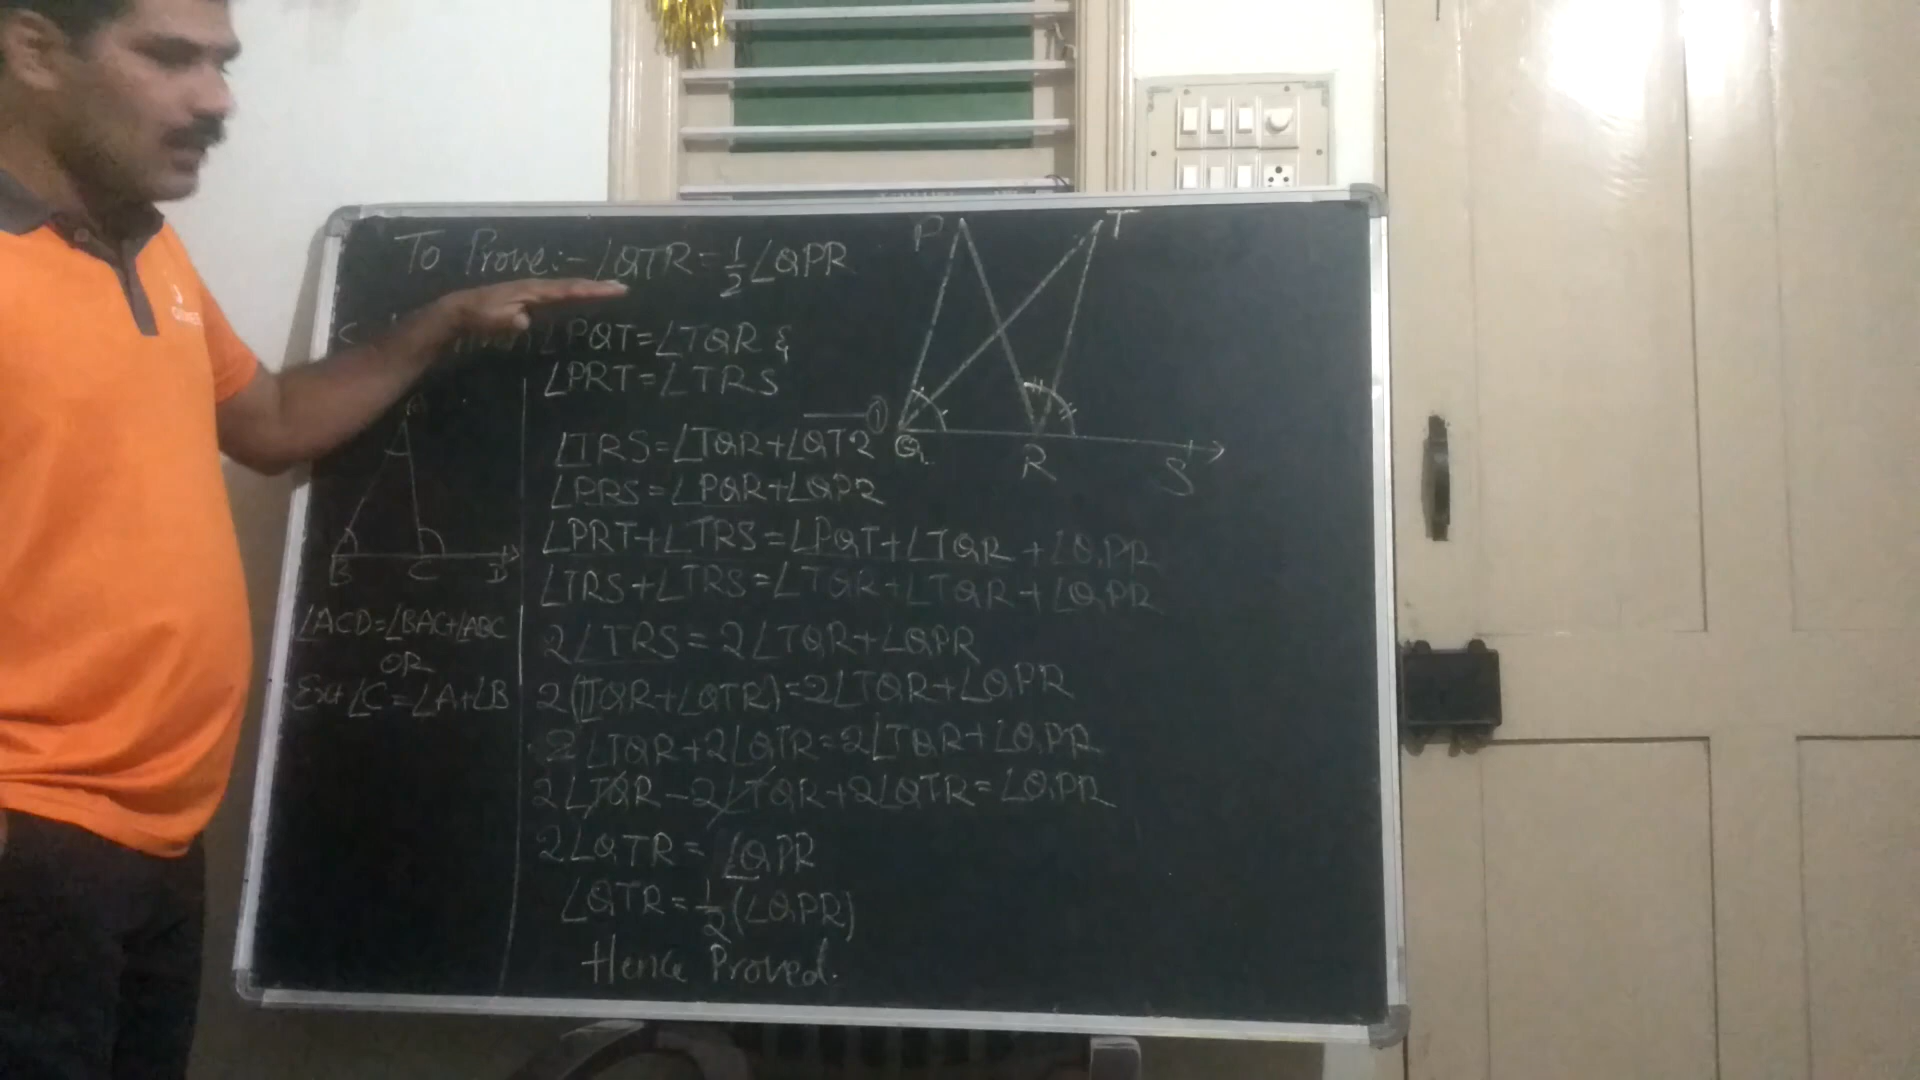 To Prove:- ∠QTR=1/2∠QPR
∠PQT=∠TQR &
∠PRT=∠TRS
①
∠TRS=∠TQR+∠QTR
∠PRS=∠PQR+∠QPR
∠PRT+∠TRS=∠PQT+∠TQR+∠QPR
∠TRS+∠TRS=∠TQR+∠TQR+∠QPR
2∠TRS=2∠TQR+∠QPR
2(∠TQR+∠QTR)=2∠TQR+∠QPR
2∠TQR+2∠QTR=2∠TQR+∠QPR
2∠TQR-2∠TQR+2∠QTR=∠QPR
2∠QTR=∠QPR
∠QTR=1/2(∠QPR)
Hence Proved.
B C D
∠ACD=∠BAC+∠ABC
OR
Ext∠C=∠A+∠B
P T
Q R S